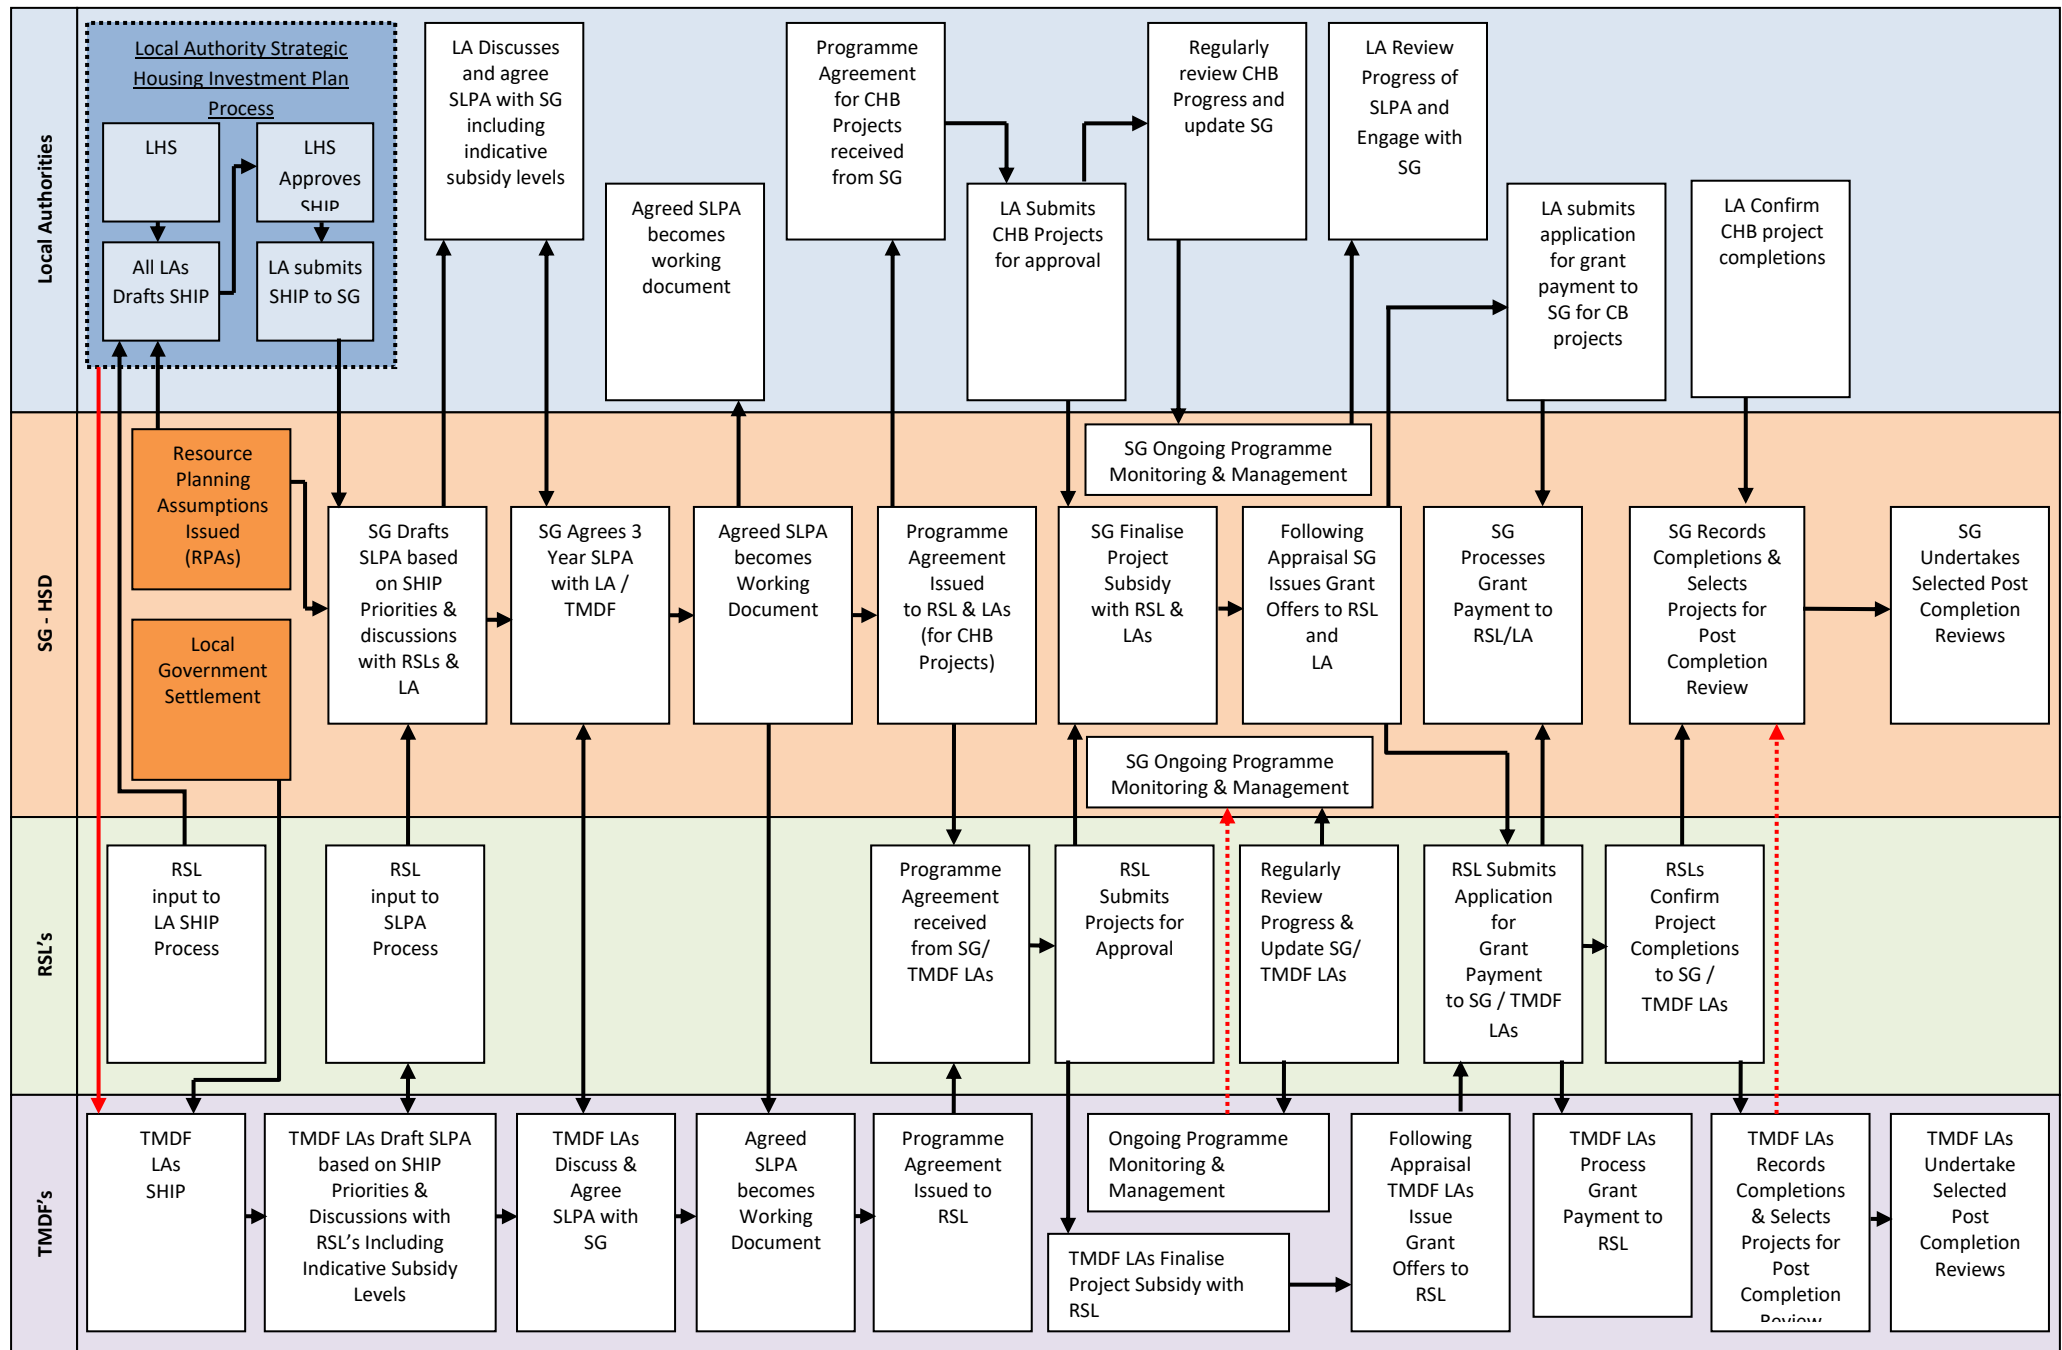 Local Authorities
Local Authority Strategic
Housing Investment Plan
Process
LHS
LHS
Approves
SHIP
All LAs
Drafts SHIP
LA submits
SHIP to SG
LA Discusses
and agree
SLPA with SG
including
indicative
subsidy levels
Agreed SLPA
becomes
working
document
Programme
Agreement
for CHB
Projects
received
from SG
LA Submits
CHB Projects
for approval
Regularly
review CHB
Progress and
update SG
LA Review
Progress of
SLPA and
Engage with
SG
LA submits
application
for grant
payment to
SG for CB
projects
LA Confirm
CHB project
completions
SG - HSD
Resource
Planning
Assumptions
Issued
(RPAs)
Local
Government
Settlement
SG Drafts
SLPA based
on SHIP
Priorities &
discussions
with RSLs &
LA
SG Agrees 3
Year SLPA
with LA /
TMDF
Agreed SLPA
becomes
Working
Document
Programme
Agreement
Issued
to RSL & LAs
(for CHB
Projects)
SG Ongoing Programme
Monitoring & Management
SG Finalise
Project
Subsidy
with RSL &
LAs
Following
Appraisal SG
Issues Grant
Offers to RSL
and
LA
SG Ongoing Programme
Monitoring & Management
SG
Processes
Grant
Payment to
RSL/LA
SG Records
Completions &
Selects
Projects for
Post
Completion
Review
SG
Undertakes
Selected Post
Completion
Reviews
RSL's
RSL
input to
LA SHIP
Process
RSL
input to
SLPA
Process
Programme
Agreement
received
from SG/
TMDF LAs
RSL
Submits
Projects for
Approval
Regularly
Review
Progress &
Update SG/
TMDF LAs
RSL Submits
Application
for
Grant
Payment
to SG / TMDF
LAs
RSLs
Confirm
Project
Completions
to SG /
TMDF LAs
TMDF's
TMDF
LAs
SHIP
TMDF LAs Draft SLPA
based on SHIP
Priorities &
Discussions with
RSL's Including
Indicative Subsidy
Levels
TMDF LAs
Discuss &
Agree
SLPA with
SG
Agreed
SLPA
becomes
Working
Document
Programme
Agreement
Issued to
RSL
Ongoing Programme
Monitoring &
Management
TMDF LAs Finalise
Project Subsidy with
RSL
Following
Appraisal
TMDF LAs
Issue
Grant
Offers to
RSL
TMDF LAs
Process
Grant
Payment to
RSL
TMDF LAs
Records
Completions
& Selects
Projects for
Post
Completion
Review
TMDF LAs
Undertake
Selected
Post
Completion
Reviews